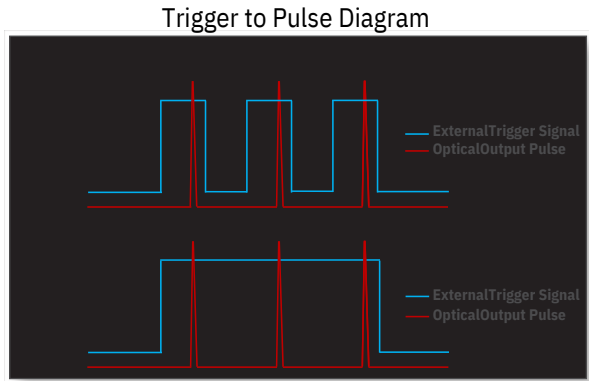 Trigger to Pulse Diagram
ExternalTrigger Signal
OpticalOutput Pulse
ExternalTrigger Signal
OpticalOutput Pulse